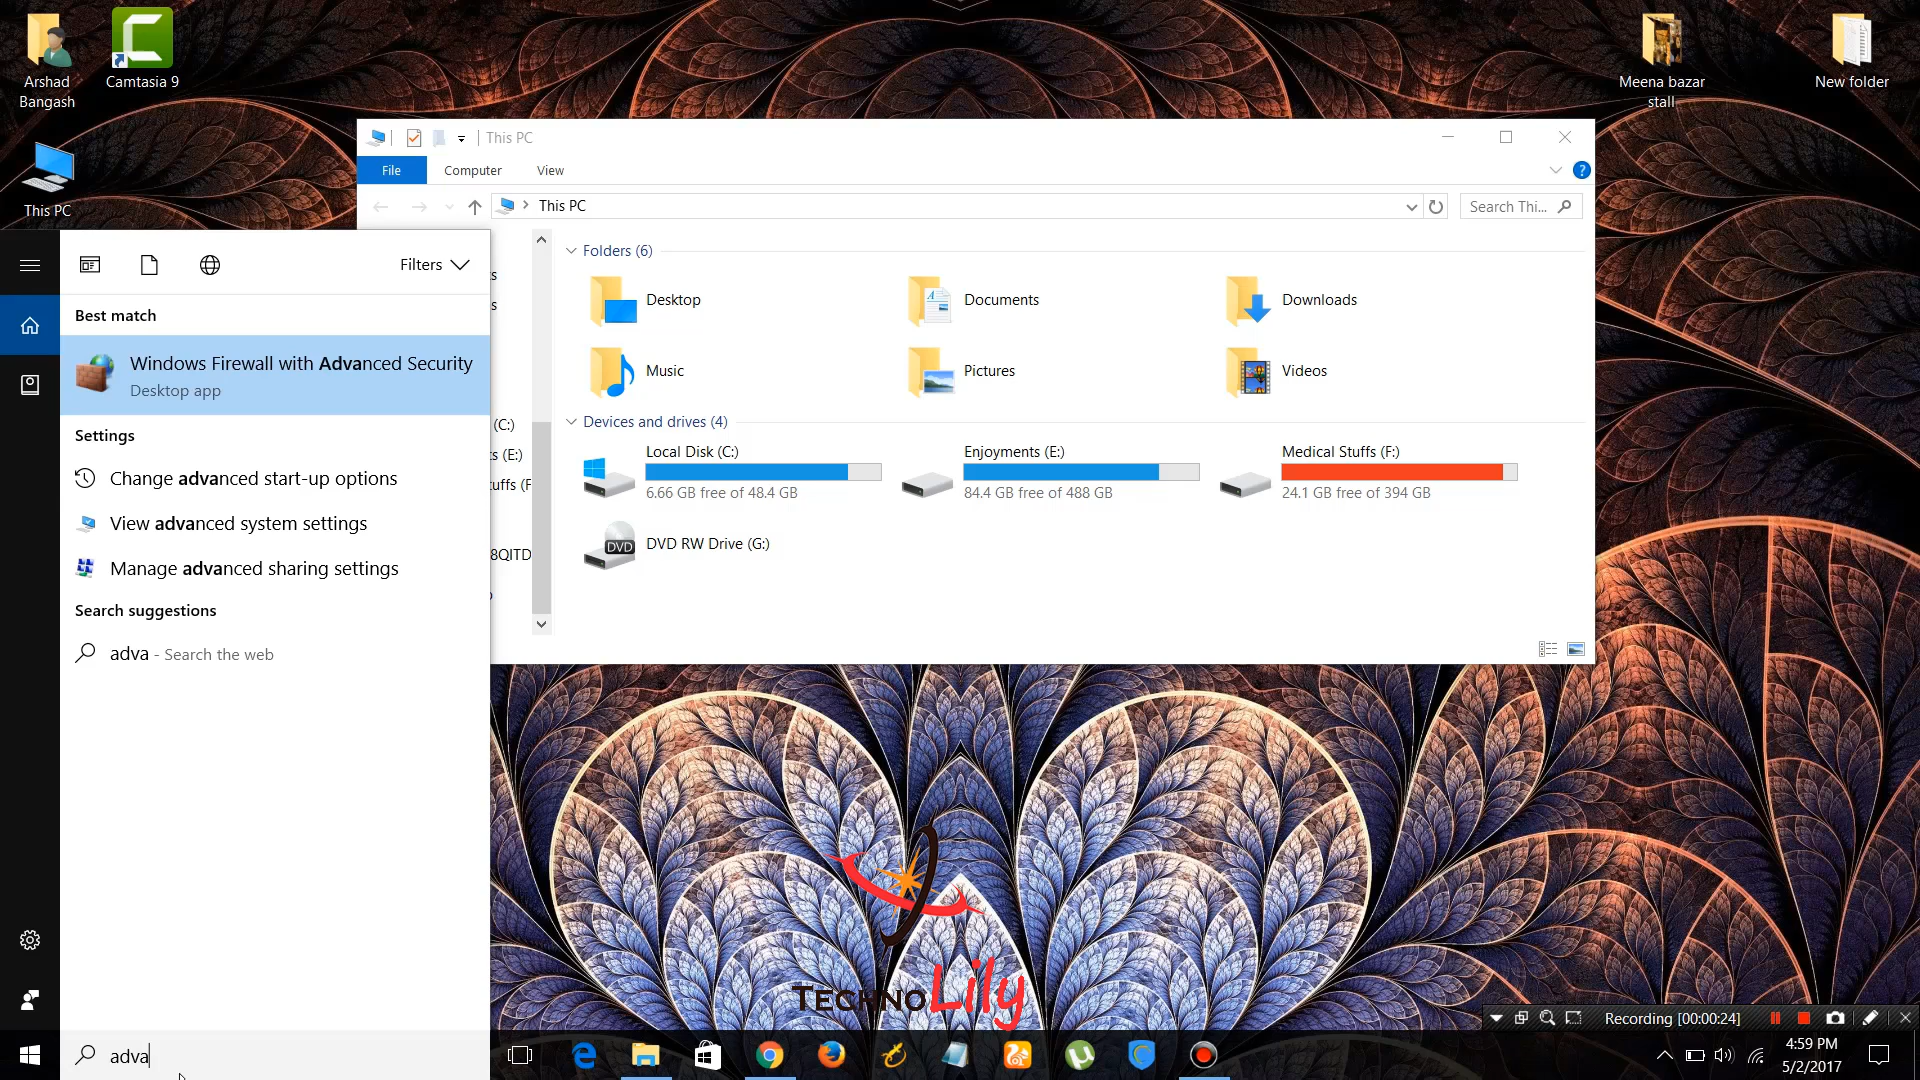 Arshad
Bangash
Camtasia 9
Meena bazar
stall
New folder
This PC
This PC
File
Computer
View
?
This PC
Search Thi...
Filters
Best match
Windows Firewall with Advanced Security
Desktop app
Settings
Change advanced start-up options
View advanced system settings
Manage advanced sharing settings
Search suggestions
adva - Search the web
s
s
(C:)
s (E:)
tuffs (F
8QITD
Folders (6)
Desktop
Documents
Downloads
Music
Pictures
Videos
Devices and drives (4)
Local Disk (C:)
6.66 GB free of 48.4 GB
Enjoyments (E:)
84.4 GB free of 488 GB
Medical Stuffs (F:)
24.1 GB free of 394 GB
DVD
DVD RW Drive (G:)
TECHNOLily
Recording [00:00:24]
adva
4:59 PM
5/2/2017